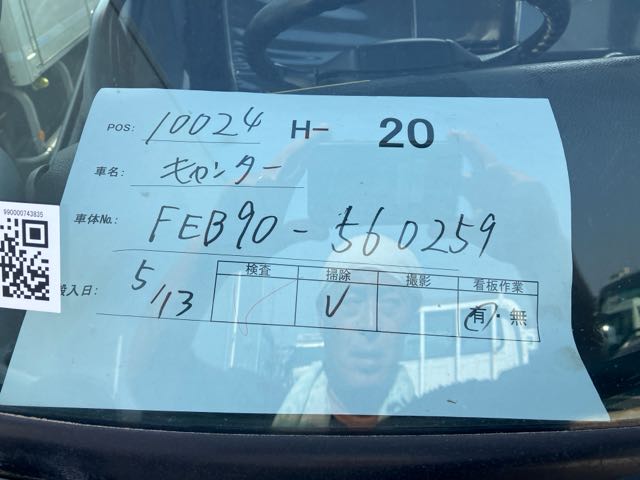 POS: 10024 H- 20
車名: キャンター
車体No.: FEB90-560259
990000743835
搬入日: 5/13
検査 掃除 撮影 看板作業
✓ 有・無